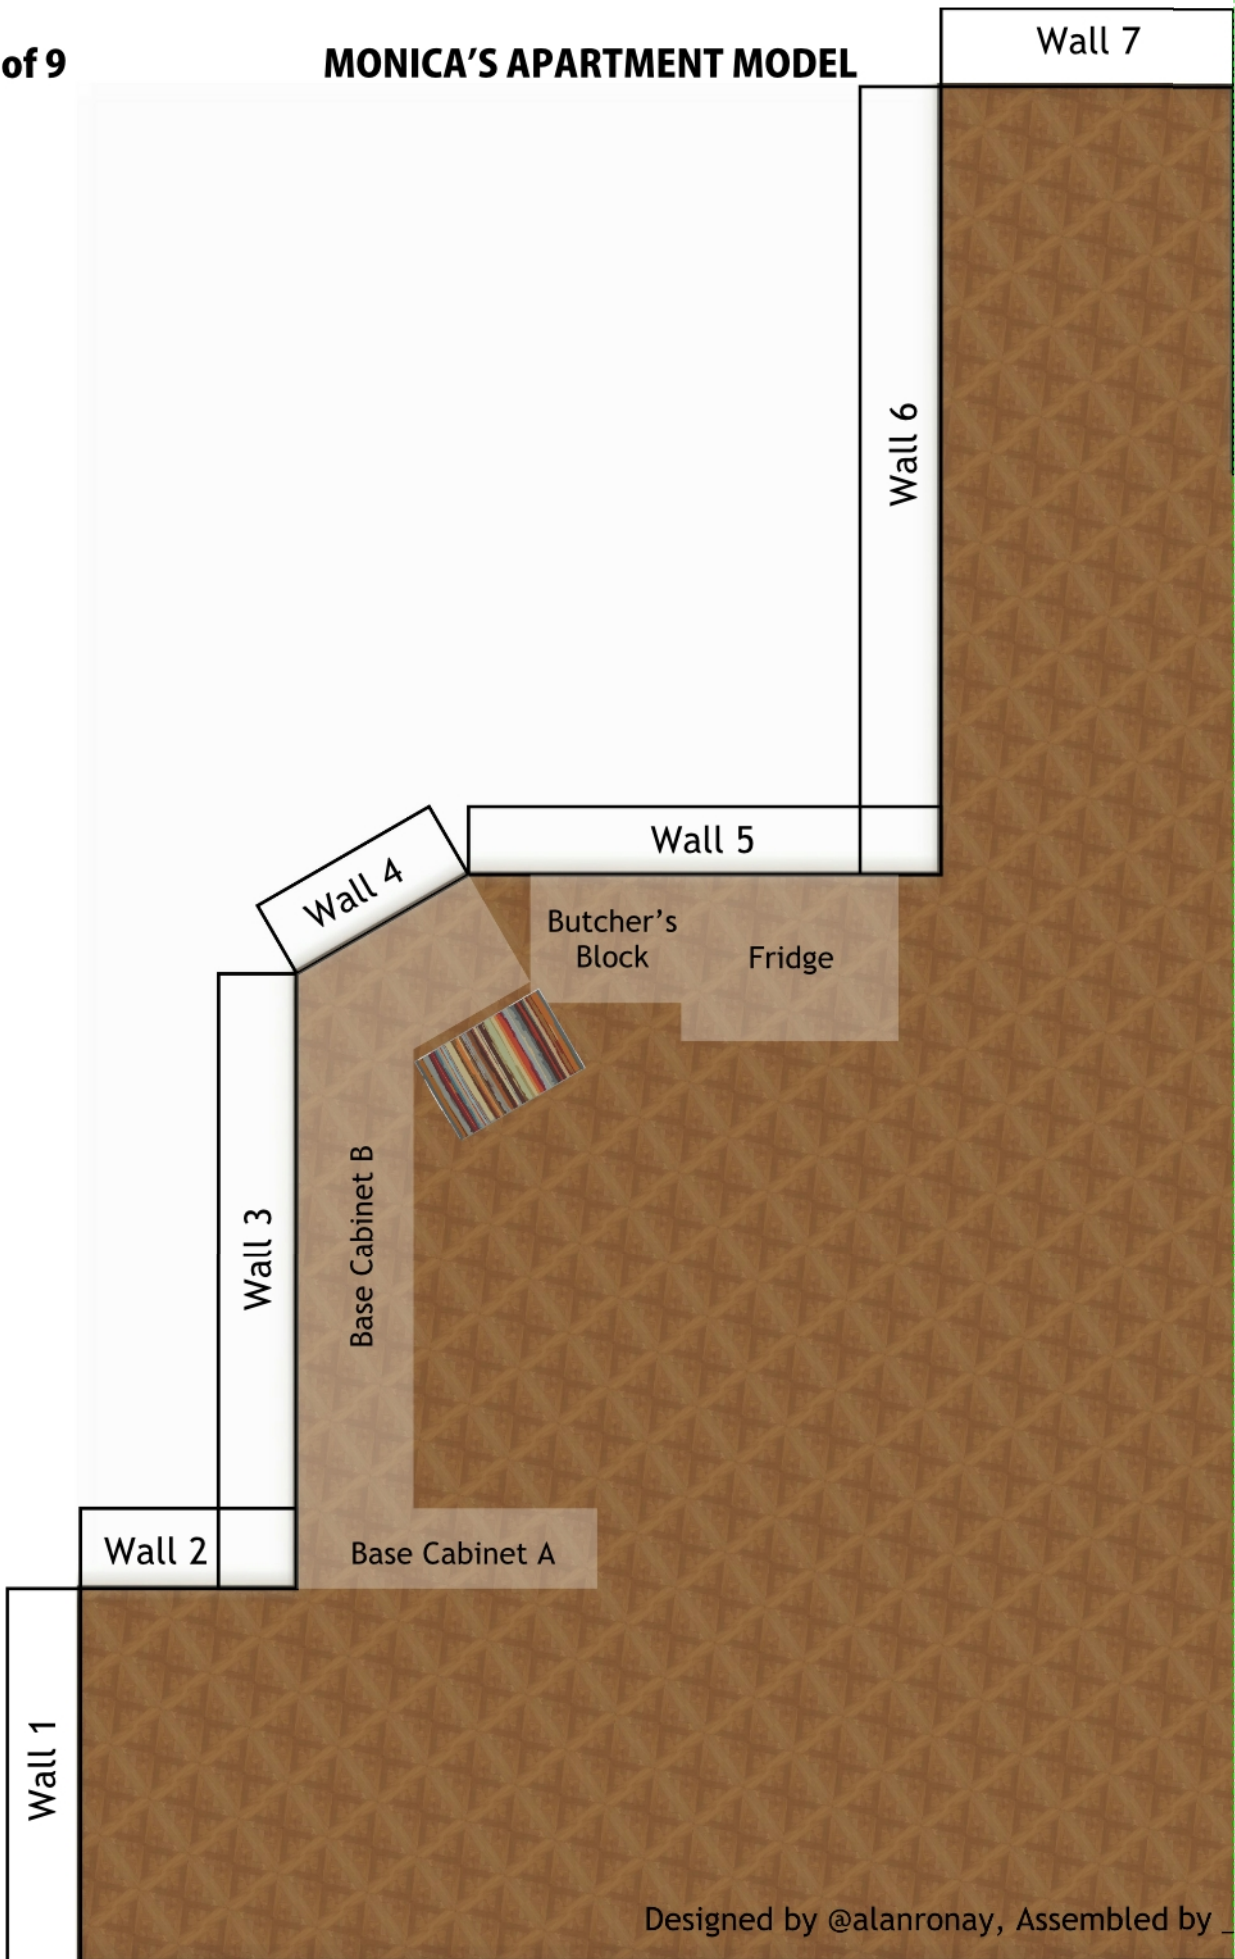 of 9
MONICA’S APARTMENT MODEL
Wall 7
Wall 6
Wall 5
Wall 4
Butcher’s
Block
Fridge
Wall 3
Base Cabinet B
Wall 2
Base Cabinet A
Wall 1
Designed by @alanronay, Assembled by _